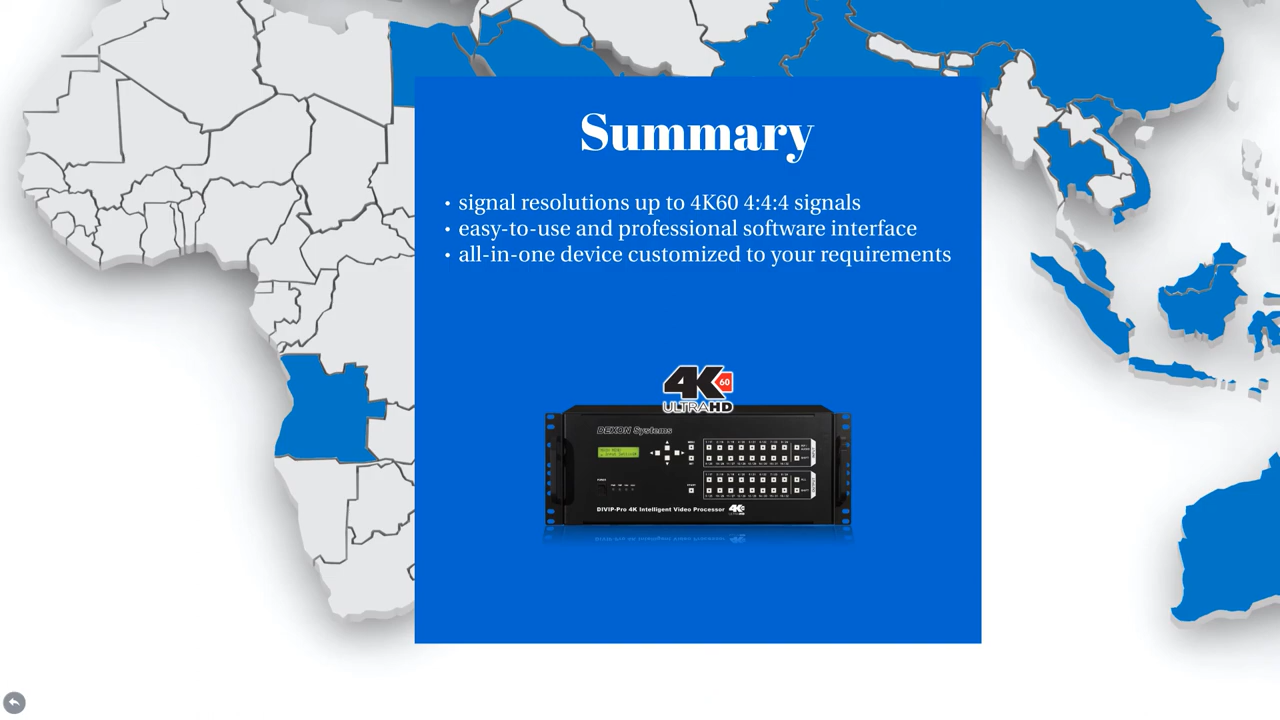 Summary
• signal resolutions up to 4K60 4:4:4 signals
• easy-to-use and professional software interface
• all-in-one device customized to your requirements
4K 60
ULTRAHD
DEXON Systems
DIVIP-Pro 4K Intelligent Video Processor